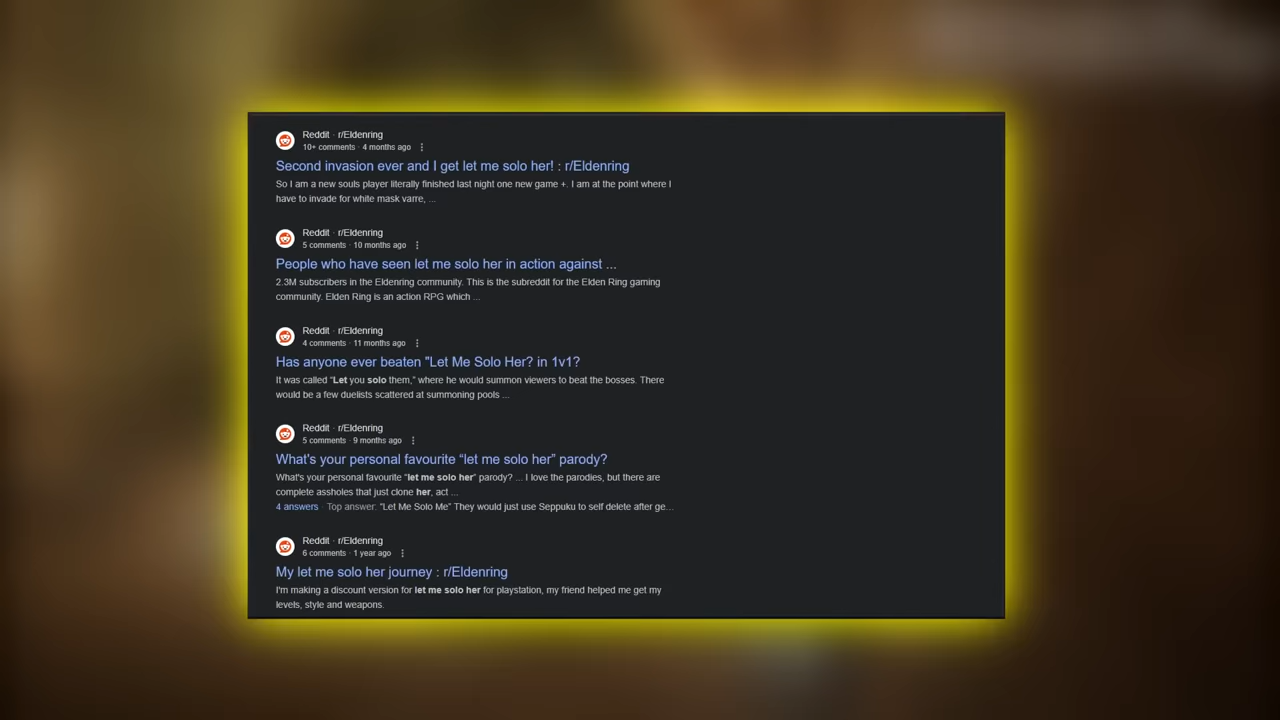 Reddit · r/Eldenring
10+ comments · 4 months ago
Second invasion ever and I get let me solo her! : r/Eldenring
So I am a new souls player literally finished last night one new game +. I am at the point where I
have to invade for white mask varre, ...
Reddit · r/Eldenring
5 comments · 10 months ago
People who have seen let me solo her in action against ...
2.3M subscribers in the Eldenring community. This is the subreddit for the Elden Ring gaming
community. Elden Ring is an action RPG which ...
Reddit · r/Eldenring
4 comments · 11 months ago
Has anyone ever beaten "Let Me Solo Her? in 1v1?
It was called “Let you solo them,” where he would summon viewers to beat the bosses. There
would be a few duelists scattered at summoning pools ...
Reddit · r/Eldenring
5 comments · 9 months ago
What's your personal favourite “let me solo her” parody?
What's your personal favourite “let me solo her” parody? ... I love the parodies, but there are
complete assholes that just clone her, act ...
4 answers · Top answer: “Let Me Solo Me” They would just use Seppuku to self delete after ge...
Reddit · r/Eldenring
6 comments · 1 year ago
My let me solo her journey : r/Eldenring
I'm making a discount version for let me solo her for playstation, my friend helped me get my
levels, style and weapons.